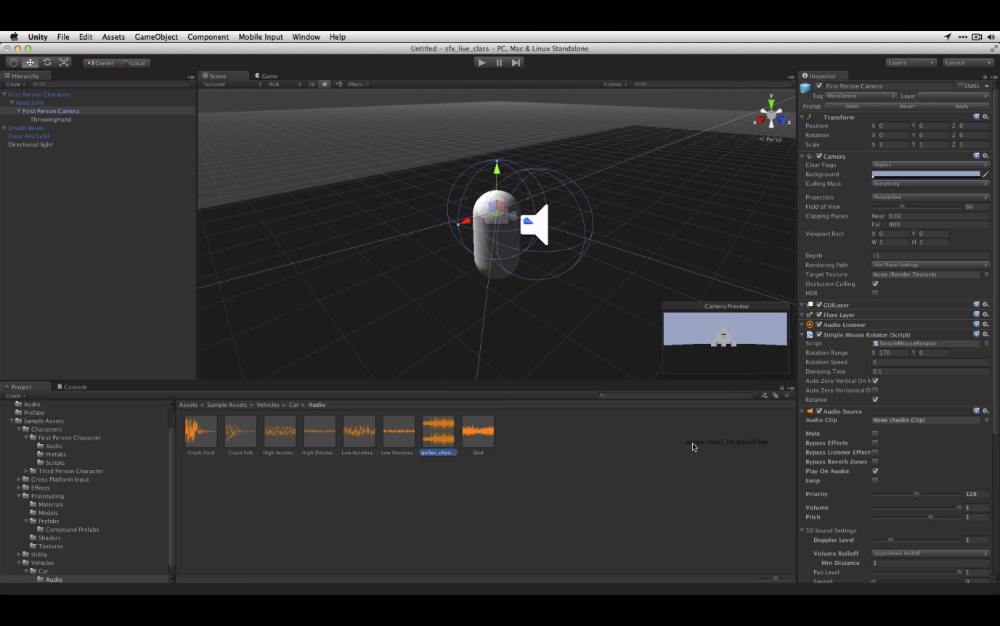 Unity File Edit Assets GameObject Component Mobile Input Window Help
Untitled – sfx_live_class – PC, Mac & Linux Standalone
Center Local Layers Layout
Hierarchy
Create All
First Person Character
Head Joint
First Person Camera
ThrowingHand
Smash Boxes
Floor 64x1x64
Directional light
Scene Game
Textured RGB 2D Effects Gizmos All
y
x z
Persp
Camera Preview
Inspector
First Person Camera Static
Tag MainCamera Layer
Prefab Select Revert Apply
Transform
Position X 0 Y 0 Z 0
Rotation X 0 Y 0 Z 0
Scale X 1 Y 1 Z 1
Camera
Clear Flags Skybox
Background
Culling Mask Everything
Projection Perspective
Field of View 60
Clipping Planes Near 0.02
Far 400
Viewport Rect X 0 Y 0
W 1 H 1
Depth -1
Rendering Path Use Player Settings
Target Texture None (Render Texture)
Occlusion Culling
HDR
GUILayer
Flare Layer
Audio Listener
Simple Mouse Rotator (Script)
Script SimpleMouseRotator
Rotation Range X 170 Y 0
Rotation Speed 5
Damping Time 0.1
Auto Zero Vertical On M
Auto Zero Horizontal O
Relative
Audio Source
Audio Clip None (Audio Clip)
Mute
Bypass Effects
Bypass Listener Effect
Bypass Reverb Zones
Play On Awake
Loop
Priority 128
Volume 1
Pitch 1
3D Sound Settings
Doppler Level 1
Volume Rolloff Logarithmic Rolloff
Min Distance 1
Pan Level 1
Spread 0
Project Console
Create
Audio
Prefabs
Sample Assets
Characters
First Person Character
Audio
Prefabs
Scripts
Third Person Character
Cross Platform Input
Effects
Prototyping
Materials
Models
Prefabs
Compound Prefabs
Shaders
Textures
Utility
Vehicles
Car
Audio
Assets Sample Assets Vehicles Car Audio
Crash Hard Crash Soft High Acceler... High Deceler... Low Accelera... Low Decelera... pollen_choir... Skid